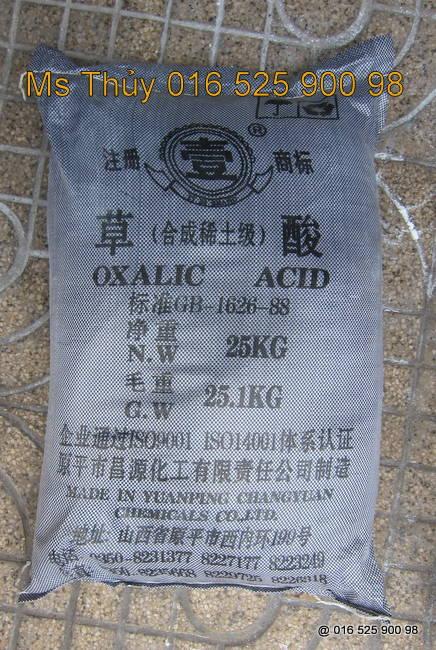 Ms Thủy 016 525 900 98
®
注册 壹 商标
草（合成稀土级）酸
OXALIC ACID
标准GB-1626-88
净重
N.W 25KG
毛重
G.W 25.1KG
企业通过ISO9001 ISO14001体系认证
原平市昌源化工有限责任公司制造
MADE IN YUANPING CHANGYUAN
CHEMICALS CO.,LTD.
地址: 山西省原平市西内环199号
电话 0350-8231377 8227177 8223249
8235668 8229725
@ 016 525 900 98